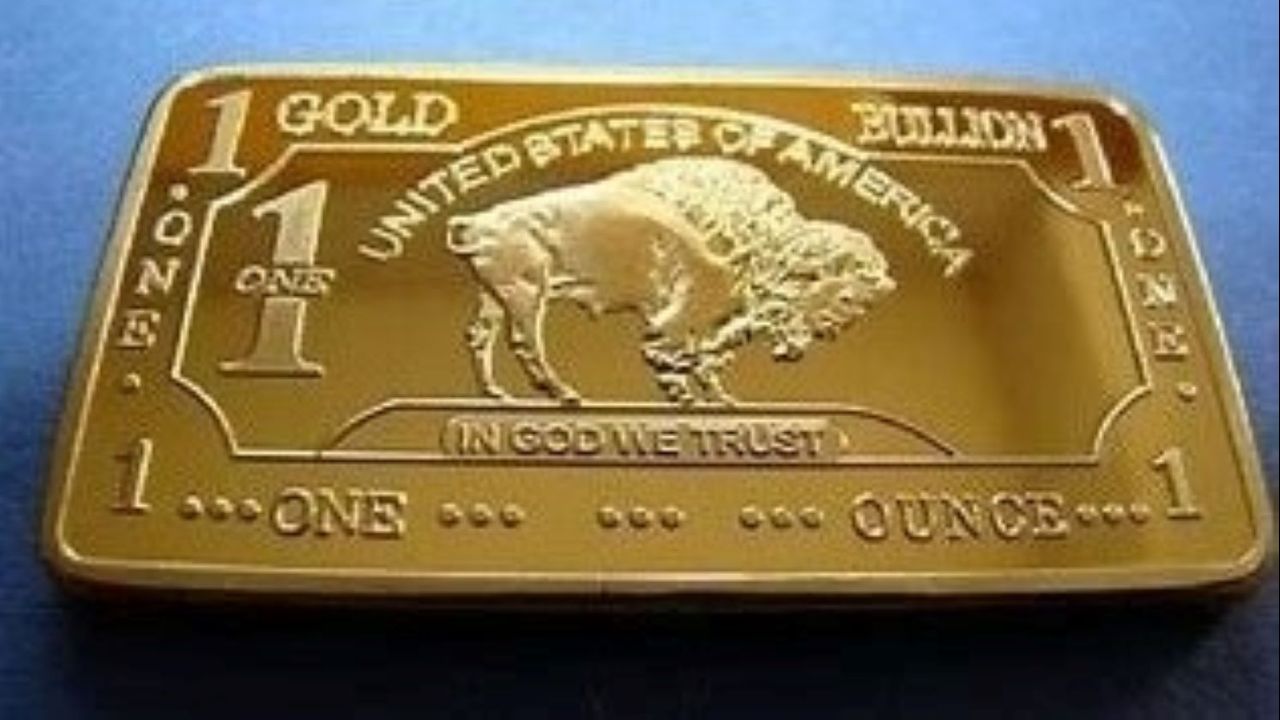 1 GOLD BULLION 1
UNITED STATES OF AMERICA
ONE
1
ONE
ONE
IN GOD WE TRUST
1 ONE OUNCE 1